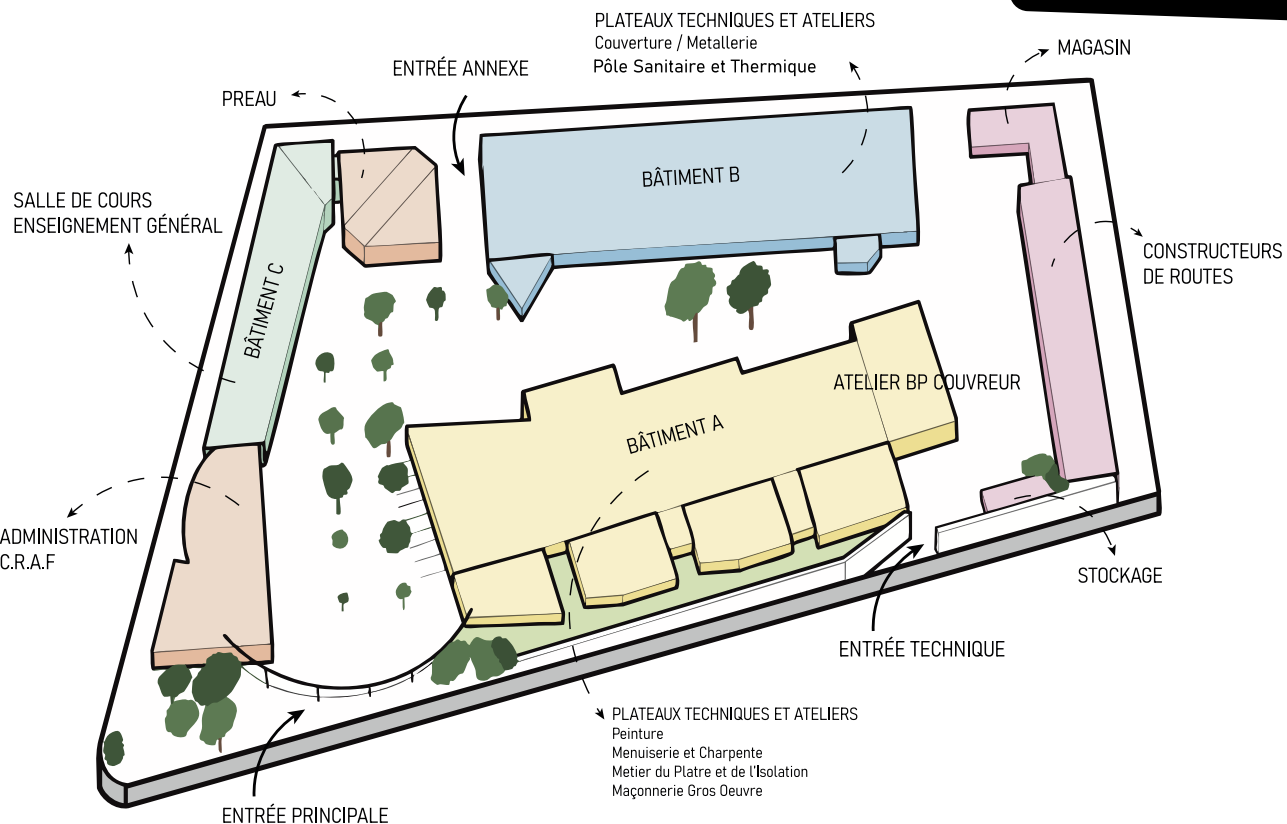 PLATEAUX TECHNIQUES ET ATELIERS
Couverture / Metallerie
Pôle Sanitaire et Thermique
MAGASIN
ENTRÉE ANNEXE
PREAU
BÂTIMENT B
SALLE DE COURS
ENSEIGNEMENT GÉNÉRAL
CONSTRUCTEURS
DE ROUTES
BÂTIMENT C
ATELIER BP COUVREUR
BÂTIMENT A
ADMINISTRATION
C.R.A.F
STOCKAGE
ENTRÉE TECHNIQUE
PLATEAUX TECHNIQUES ET ATELIERS
Peinture
Menuiserie et Charpente
Metier du Platre et de l'Isolation
Maçonnerie Gros Oeuvre
ENTRÉE PRINCIPALE